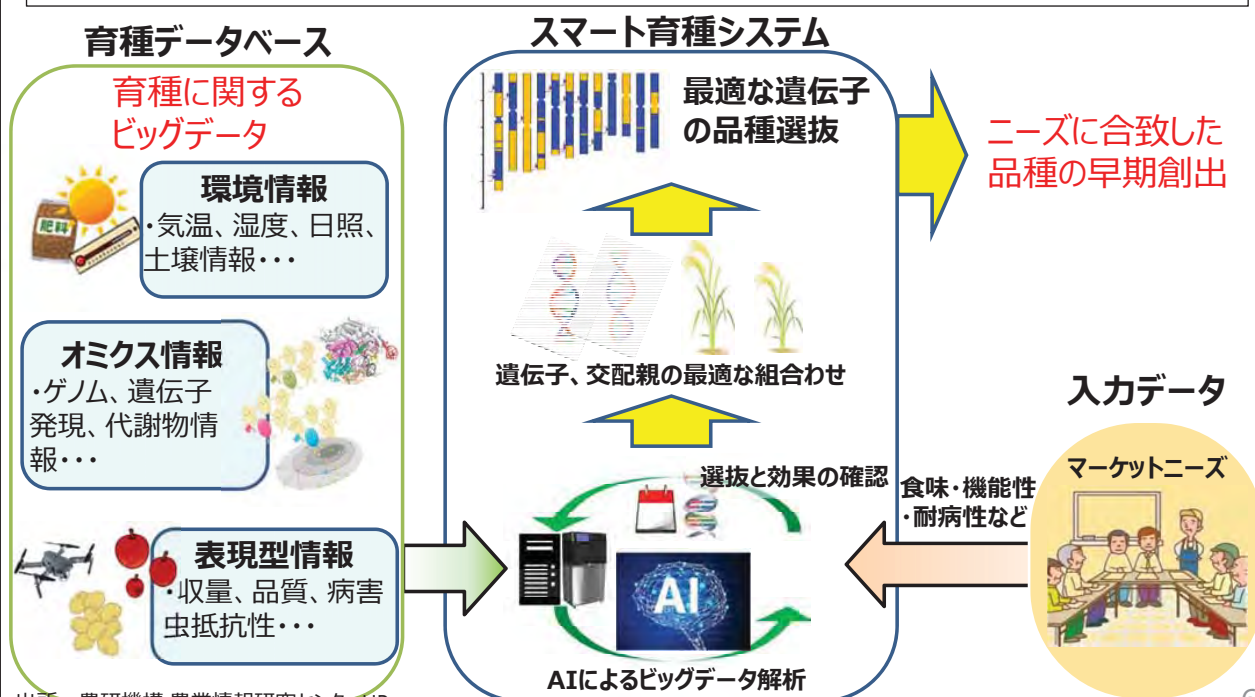 育種データベース
育種に関する
ビッグデータ
肥料
環境情報
・気温、湿度、日照、
土壌情報・・・
オミクス情報
・ゲノム、遺伝子
発現、代謝物情
報・・・
表現型情報
・収量、品質、病害
虫抵抗性・・・
スマート育種システム
最適な遺伝子
の品種選抜
遺伝子、交配親の最適な組合わせ
選抜と効果の確認
AI
AIによるビッグデータ解析
ニーズに合致した
品種の早期創出
入力データ
マーケットニーズ
食味・機能性
・耐病性など